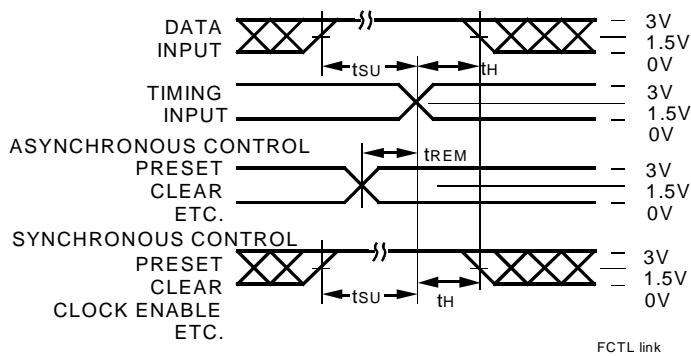 DATA
INPUT
3V
1.5V
0V
tSU
tH
TIMING
INPUT
3V
1.5V
0V
ASYNCHRONOUS CONTROL
PRESET
CLEAR
ETC.
tREM
3V
1.5V
0V
SYNCHRONOUS CONTROL
PRESET
CLEAR
CLOCK ENABLE
ETC.
tSU
tH
3V
1.5V
0V
FCTL link